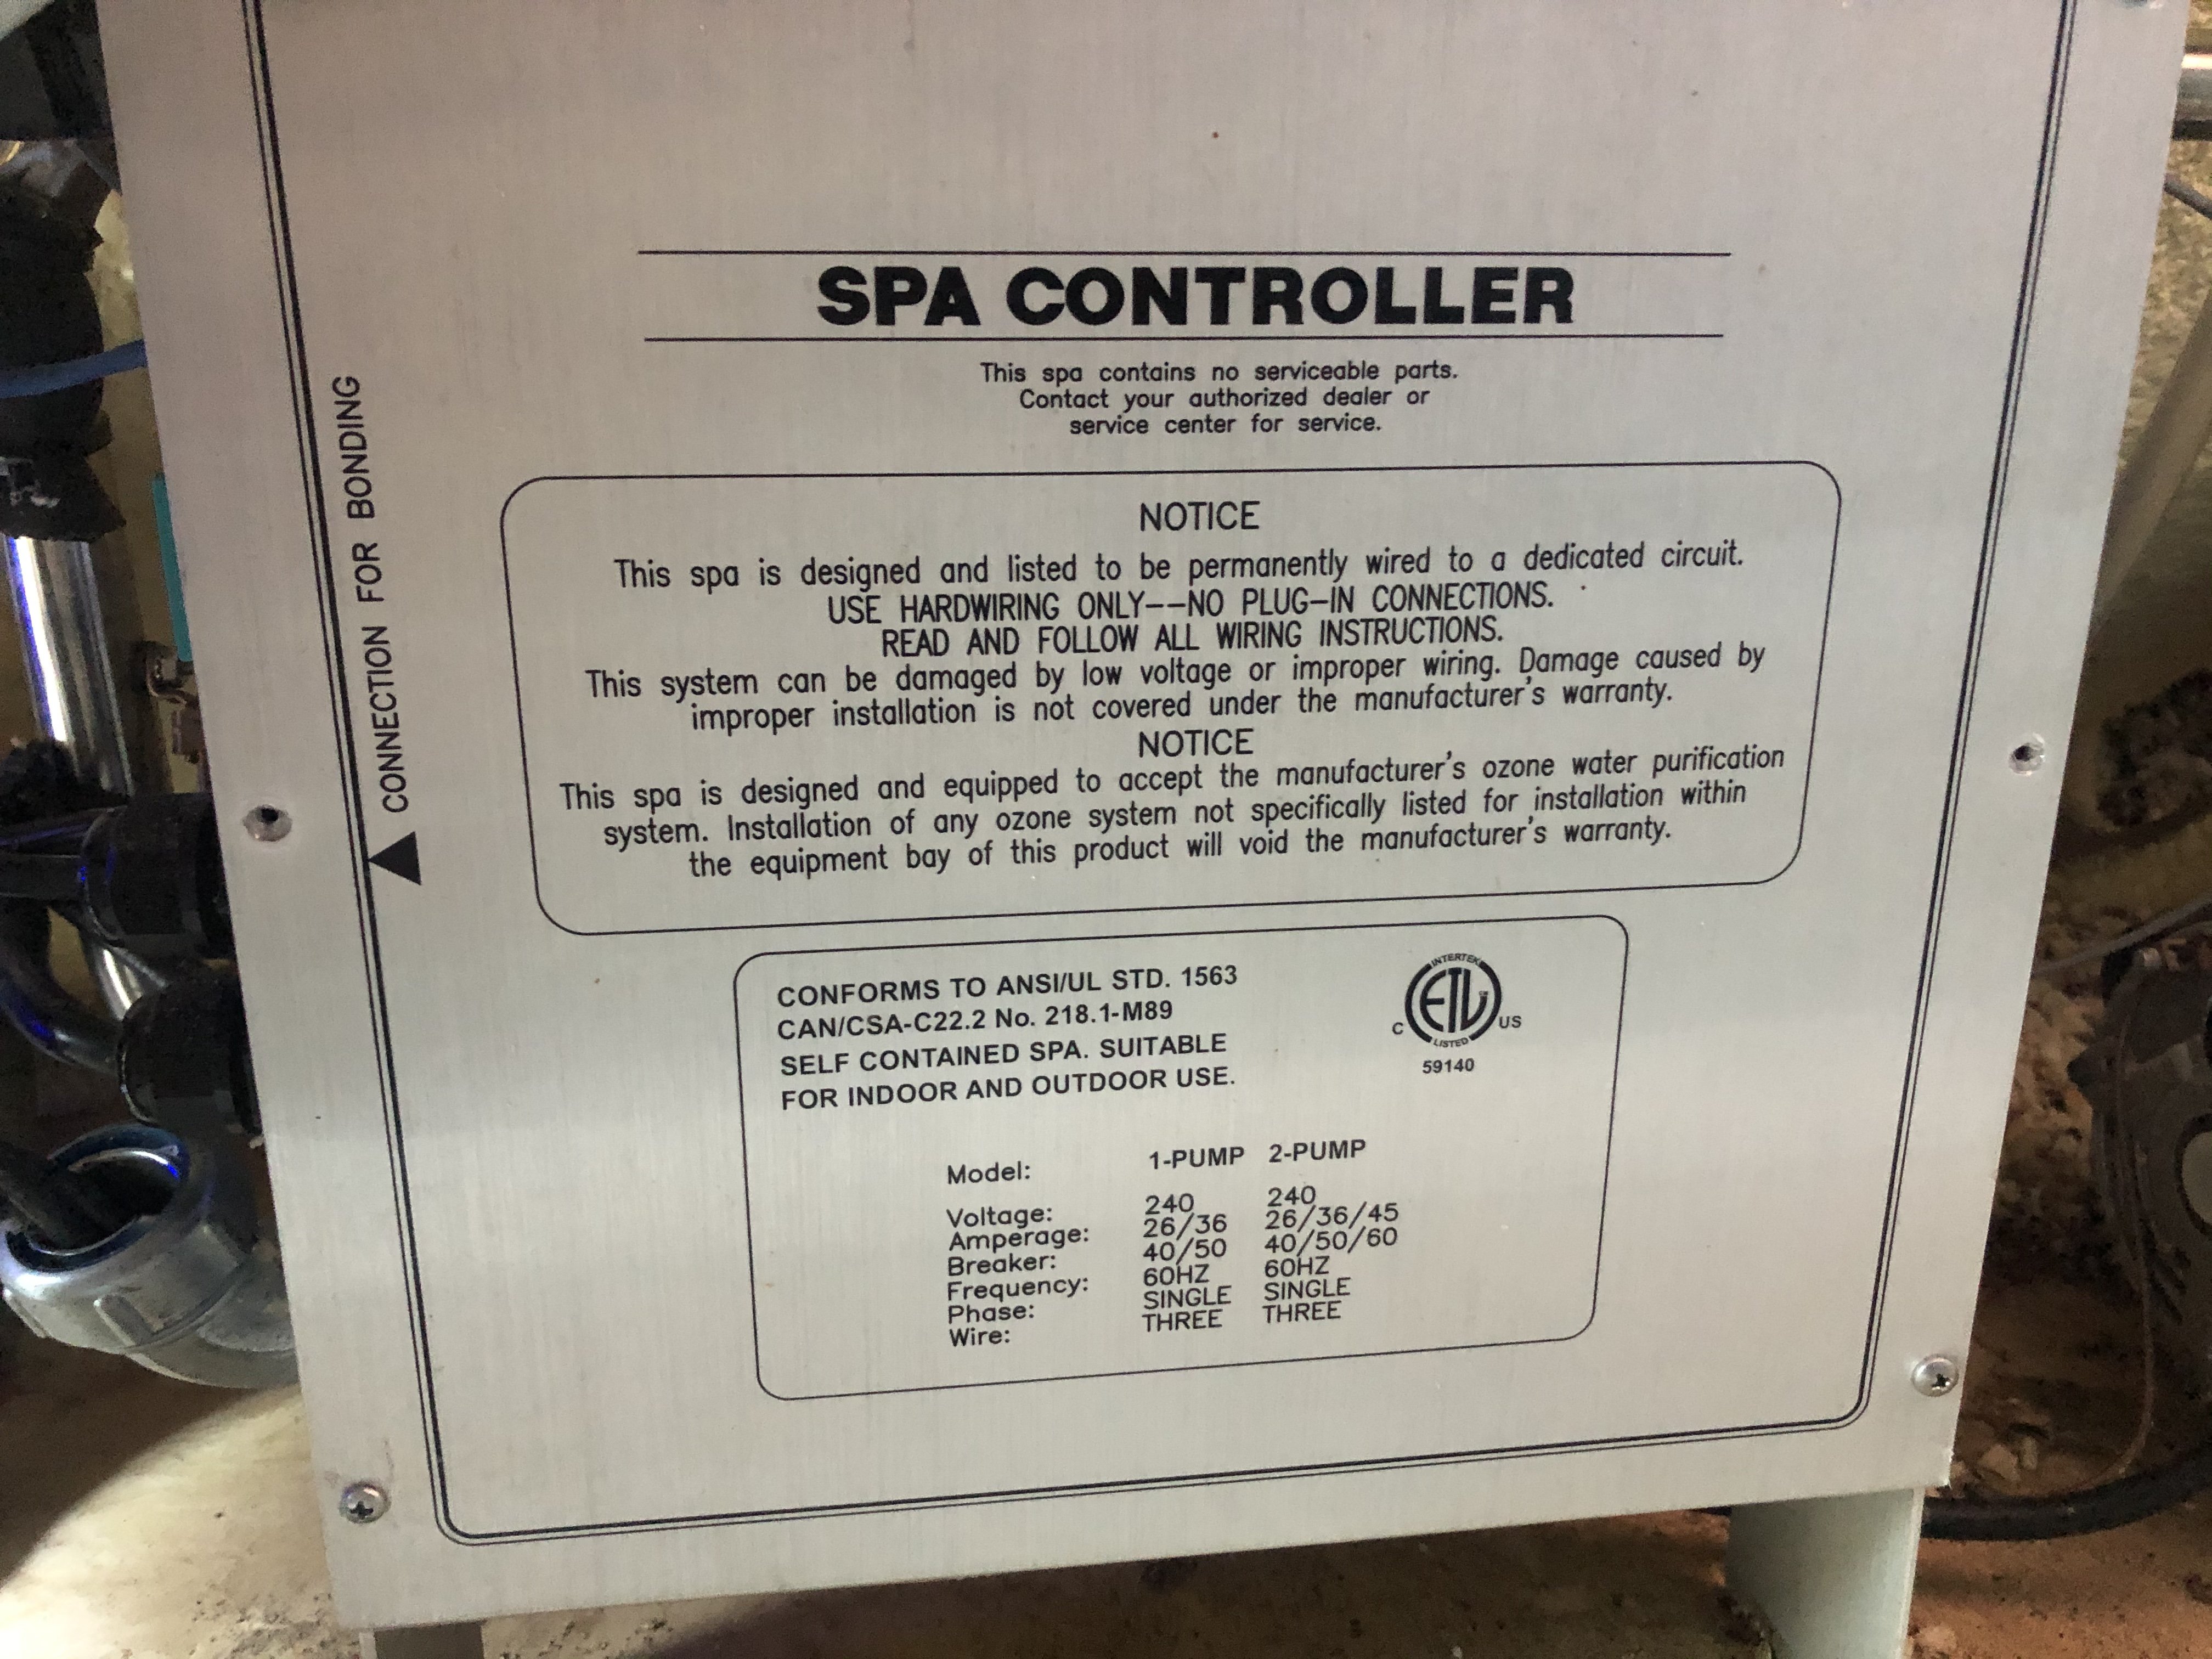 SPA CONTROLLER
This spa contains no serviceable parts.
Contact your authorized dealer or
service center for service.
CONNECTION FOR BONDING
NOTICE
This spa is designed and listed to be permanently wired to a dedicated circuit.
USE HARDWIRING ONLY--NO PLUG-IN CONNECTIONS.
READ AND FOLLOW ALL WIRING INSTRUCTIONS.
This system can be damaged by low voltage or improper wiring. Damage caused by
improper installation is not covered under the manufacturer's warranty.
NOTICE
This spa is designed and equipped to accept the manufacturer's ozone water purification
system. Installation of any ozone system not specifically listed for installation within
the equipment bay of this product will void the manufacturer's warranty.
CONFORMS TO ANSI/UL STD. 1563
CAN/CSA-C22.2 No. 218.1-M89
SELF CONTAINED SPA. SUITABLE
FOR INDOOR AND OUTDOOR USE.
INTERTEK
C ETL US
LISTED
59140
Model: 1-PUMP 2-PUMP
Voltage: 240 240
Amperage: 26/36 26/36/45
Breaker: 40/50 40/50/60
Frequency: 60HZ 60HZ
Phase: SINGLE SINGLE
Wire: THREE THREE